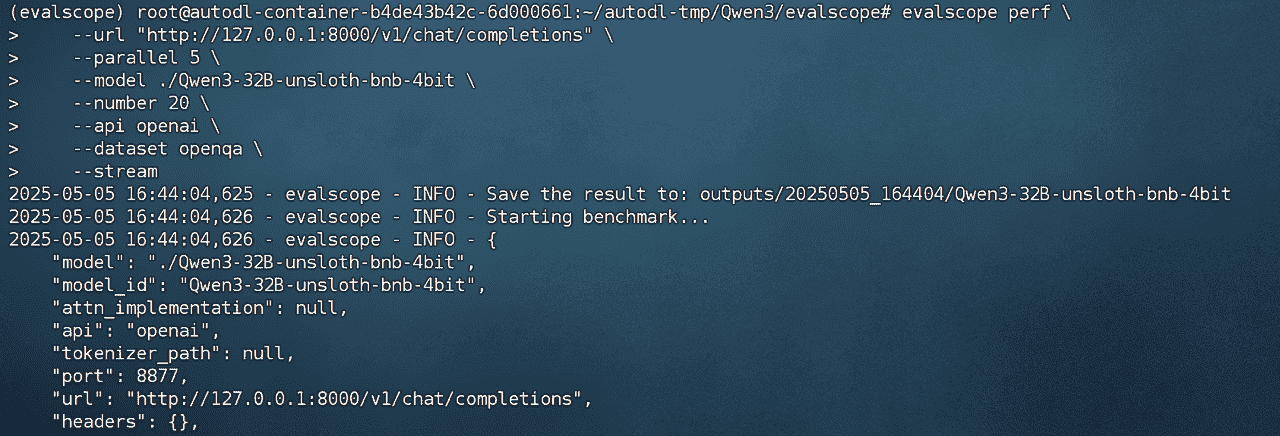 (evalscope) root@autodl-container-b4de43b42c-6d000661:~/autodl-tmp/Qwen3/evalscope# evalscope perf \
>     --url "http://127.0.0.1:8000/v1/chat/completions" \
>     --parallel 5 \
>     --model ./Qwen3-32B-unsloth-bnb-4bit \
>     --number 20 \
>     --api openai \
>     --dataset openqa \
>     --stream
2025-05-05 16:44:04,625 - evalscope - INFO - Save the result to: outputs/20250505_164404/Qwen3-32B-unsloth-bnb-4bit
2025-05-05 16:44:04,626 - evalscope - INFO - Starting benchmark...
2025-05-05 16:44:04,626 - evalscope - INFO - {
    "model": "./Qwen3-32B-unsloth-bnb-4bit",
    "model_id": "Qwen3-32B-unsloth-bnb-4bit",
    "attn_implementation": null,
    "api": "openai",
    "tokenizer_path": null,
    "port": 8877,
    "url": "http://127.0.0.1:8000/v1/chat/completions",
    "headers": {},